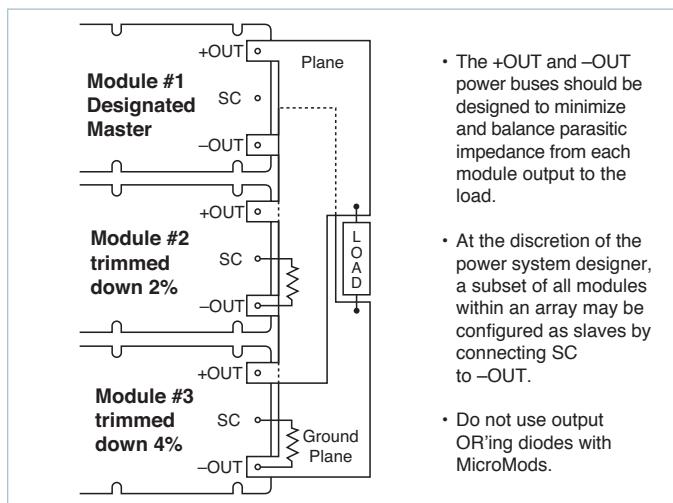 +OUT
Plane
Module #1
Designated
Master
SC
–OUT
+OUT
Module #2
trimmed
down 2%
SC
–OUT
LOAD
+OUT
Module #3
trimmed
down 4%
SC
Ground
Plane
–OUT
• The +OUT and –OUT
power buses should be
designed to minimize
and balance parasitic
impedance from each
module output to the
load.
• At the discretion of the
power system designer,
a subset of all modules
within an array may be
configured as slaves by
connecting SC
to –OUT.
• Do not use output
OR'ing diodes with
MicroMods.